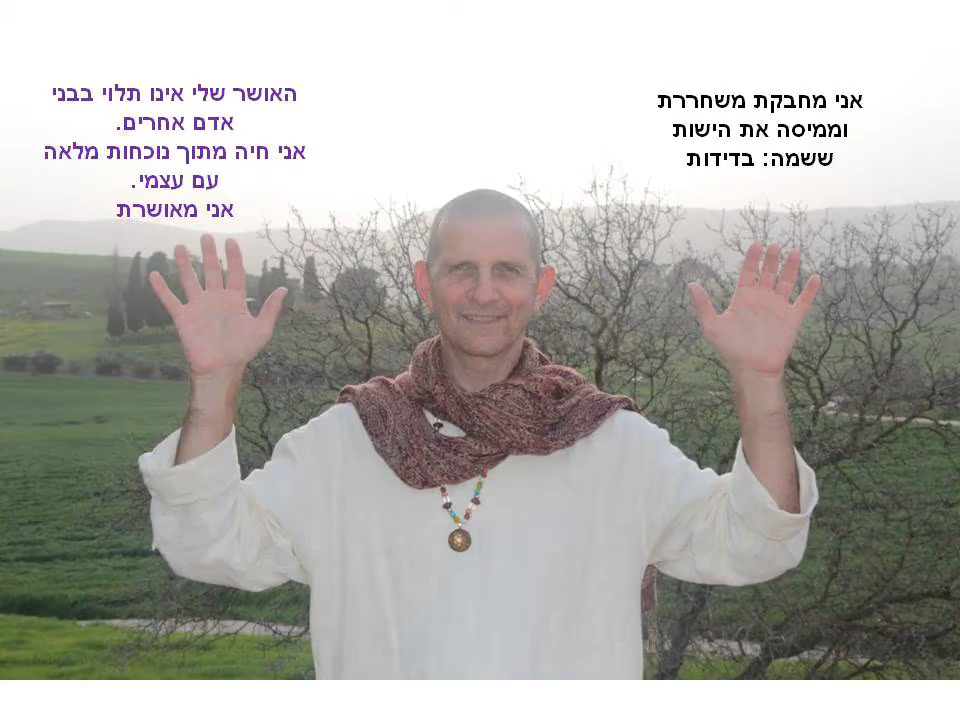 אני מחבקת משחררת
וממיסה את הישות
ששמה: בדידות
האושר שלי אינו תלוי בבני
אדם אחרים.
אני חיה מתוך נוכחות מלאה
עם עצמי.
אני מאושרת